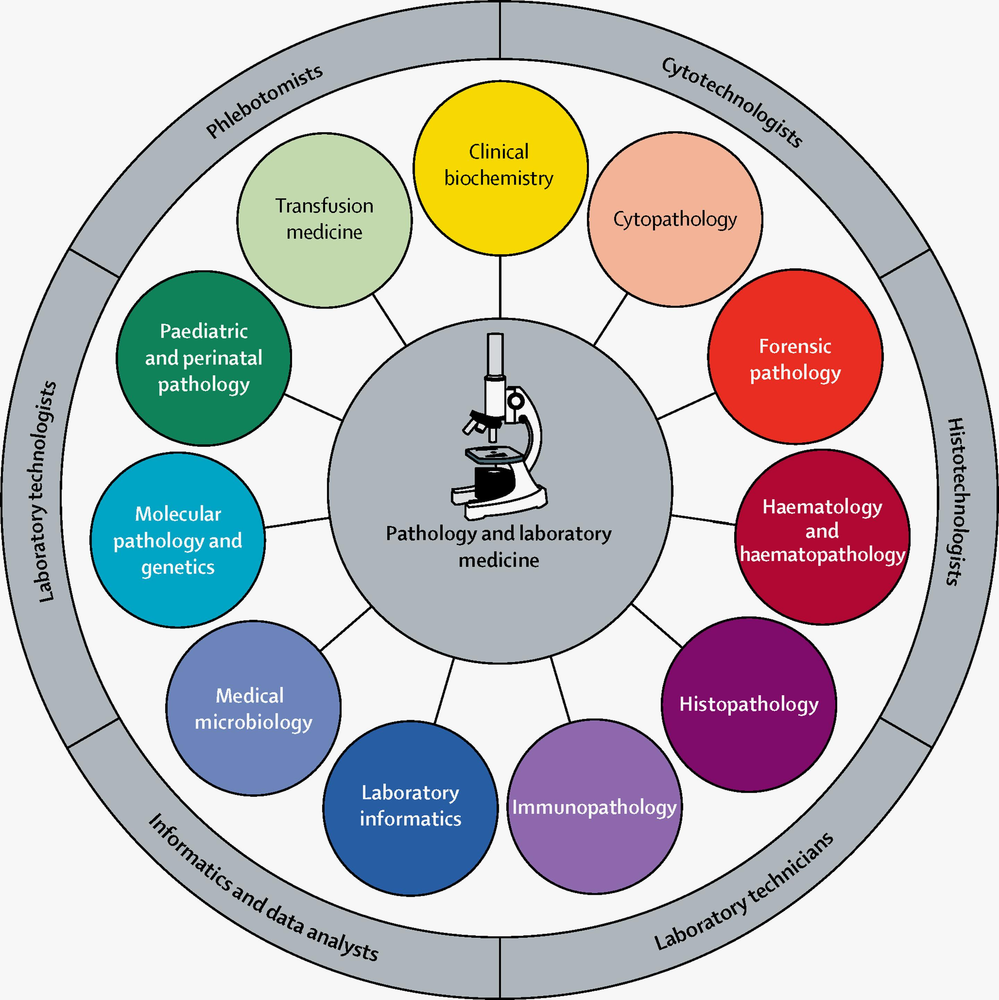 Phlebotomists
Cytotechnologists
Histotechnologists
Laboratory technicians
Informatics and data analysts
Laboratory technologists
Clinical
biochemistry
Cytopathology
Forensic
pathology
Haematology
and
haematopathology
Histopathology
Immunopathology
Laboratory
informatics
Medical
microbiology
Molecular
pathology and
genetics
Paediatric
and perinatal
pathology
Transfusion
medicine
Pathology and laboratory
medicine